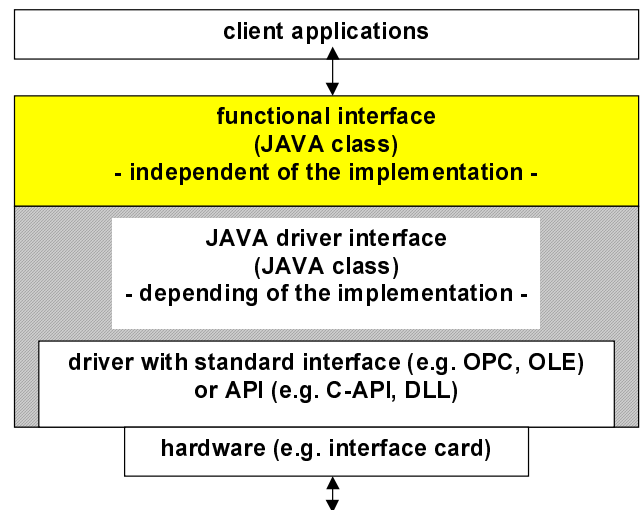 client applications
functional interface
(JAVA class)
- independent of the implementation -
JAVA driver interface
(JAVA class)
- depending of the implementation -
driver with standard interface (e.g. OPC, OLE)
or API (e.g. C-API, DLL)
hardware (e.g. interface card)